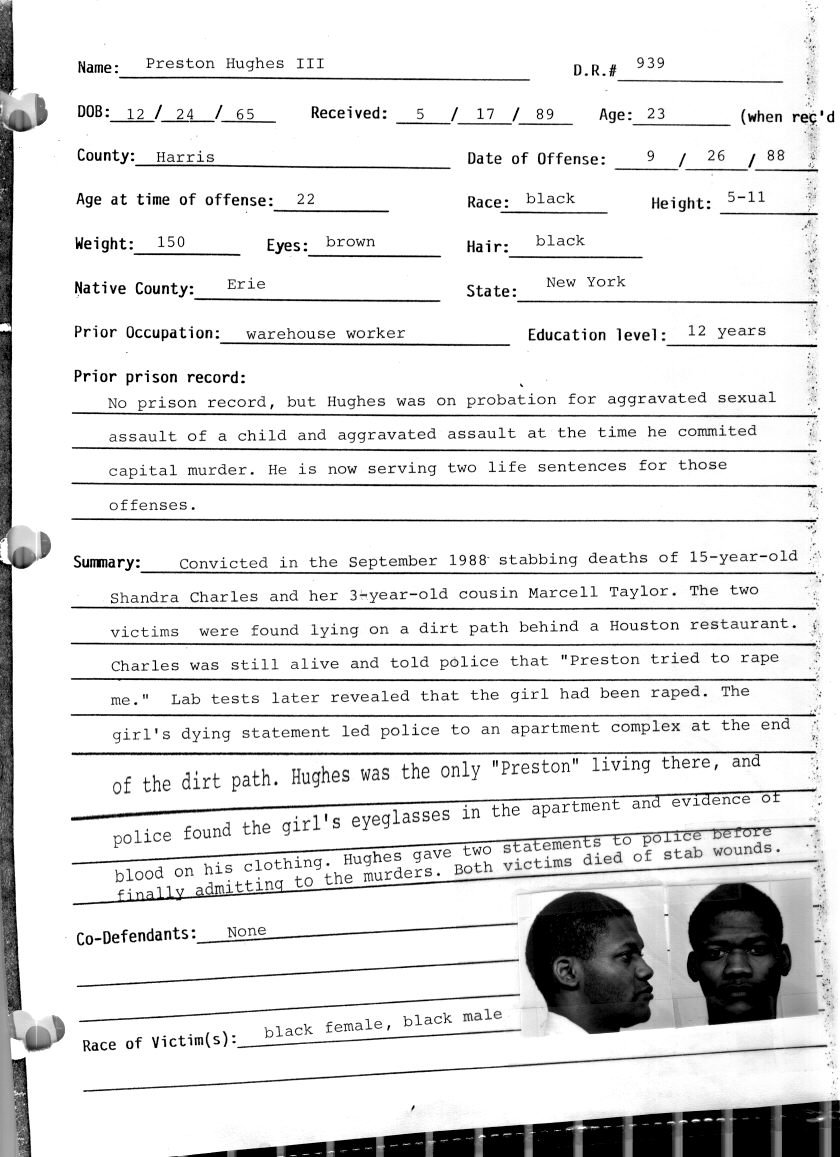 Name: Preston Hughes III D.R.# 939
DOB: 12 / 24 / 65 Received: 5 / 17 / 89 Age: 23 (when rec'd
County: Harris Date of Offense: 9 / 26 / 88
Age at time of offense: 22 Race: black Height: 5-11
Weight: 150 Eyes: brown Hair: black
Native County: Erie State: New York
Prior Occupation: warehouse worker Education level: 12 years
Prior prison record:
No prison record, but Hughes was on probation for aggravated sexual
assault of a child and aggravated assault at the time he commited
capital murder. He is now serving two life sentences for those
offenses.
Summary: Convicted in the September 1988 stabbing deaths of 15-year-old
Shandra Charles and her 3-year-old cousin Marcell Taylor. The two
victims were found lying on a dirt path behind a Houston restaurant.
Charles was still alive and told police that "Preston tried to rape
me." Lab tests later revealed that the girl had been raped. The
girl's dying statement led police to an apartment complex at the end
of the dirt path. Hughes was the only "Preston" living there, and
police found the girl's eyeglasses in the apartment and evidence of
blood on his clothing. Hughes gave two statements to police before
finally admitting to the murders. Both victims died of stab wounds.
Co-Defendants: None
Race of Victim(s): black female, black male